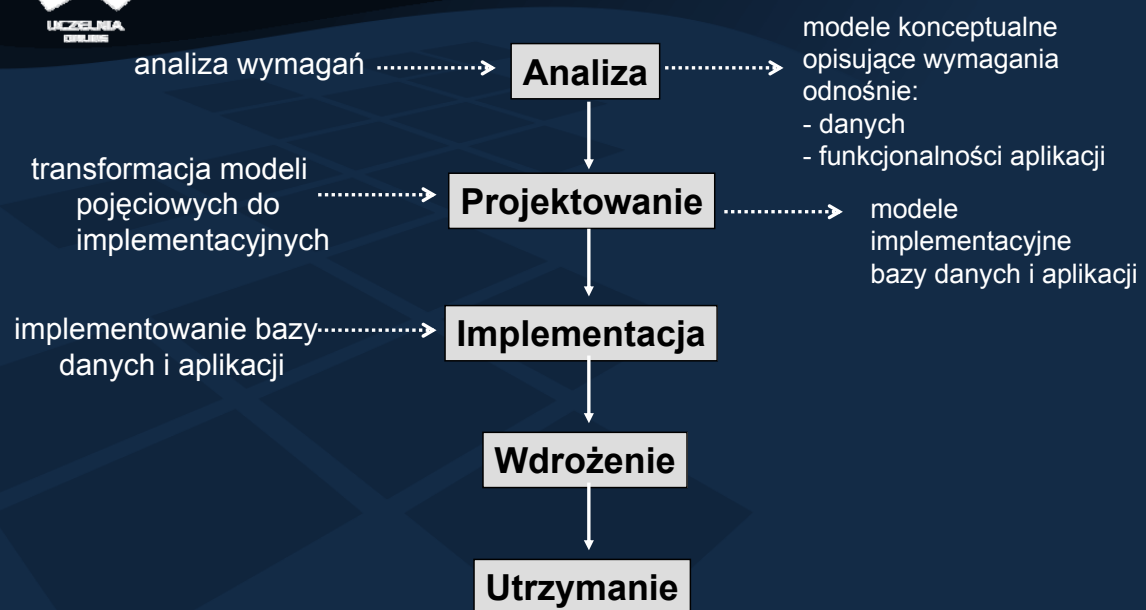 UCZELNIA
ONLINE
analiza wymagań
Analiza
modele konceptualne
opisujące wymagania
odnośnie:
- danych
- funkcjonalności aplikacji
transformacja modeli
pojęciowych do
implementacyjnych
Projektowanie
modele
implementacyjne
bazy danych i aplikacji
implementowanie bazy
danych i aplikacji
Implementacja
Wdrożenie
Utrzymanie